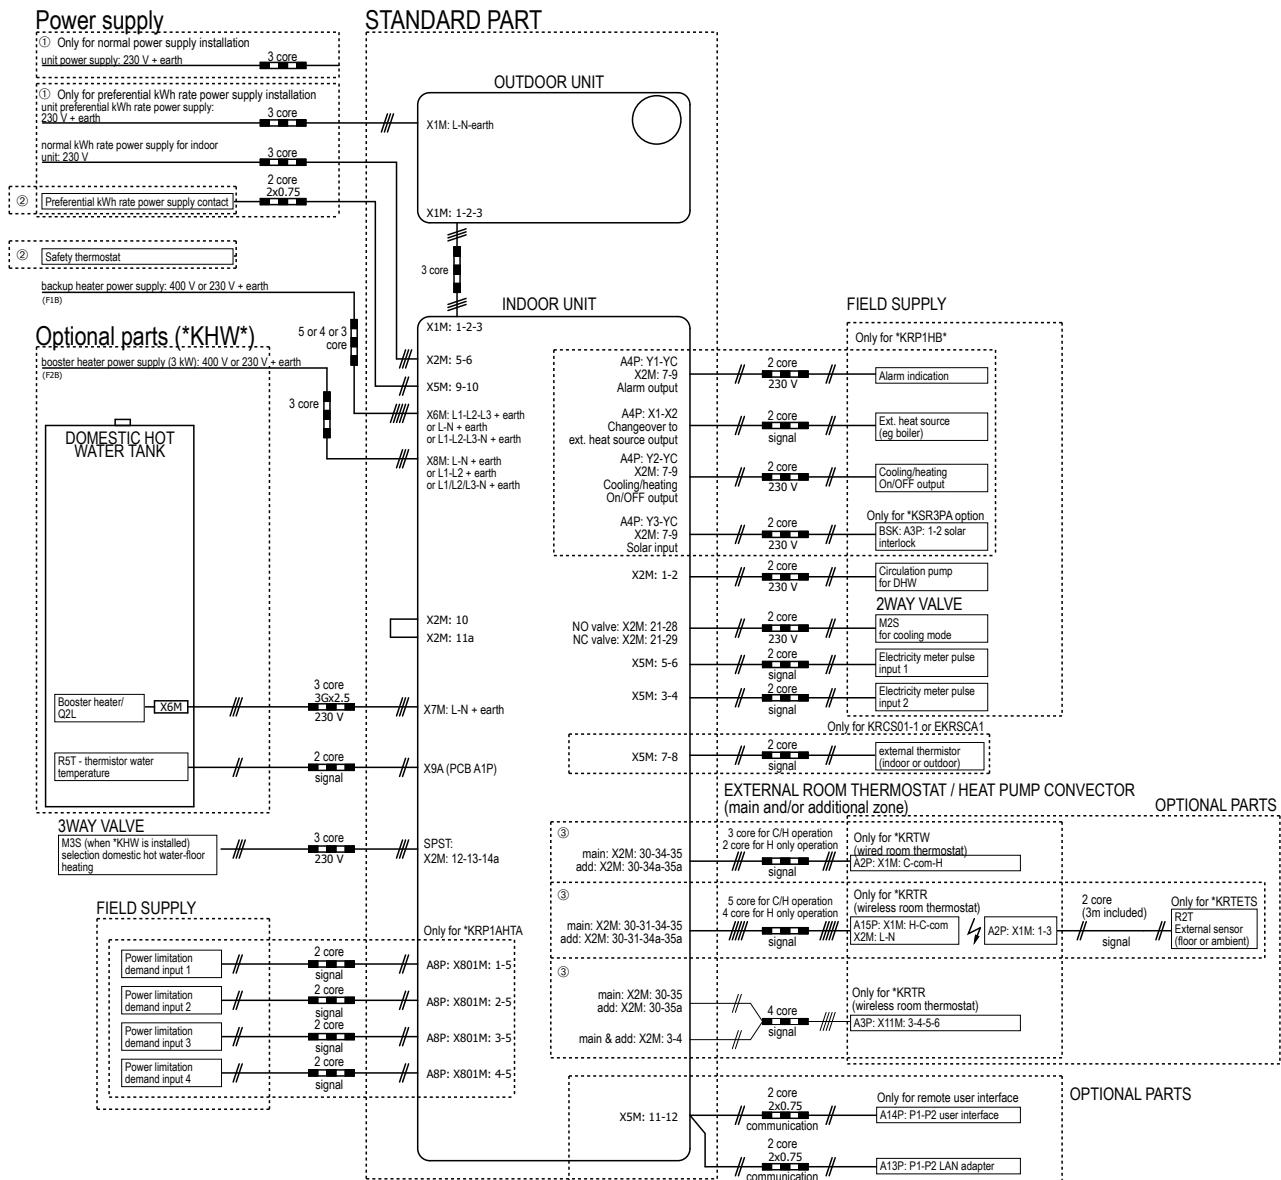 Power supply
① Only for normal power supply installation
unit power supply: 230 V + earth
3 core
① Only for preferential kWh rate power supply installation
unit preferential kWh rate power supply:
230 V + earth
3 core
normal kWh rate power supply for indoor
unit: 230 V
3 core
2 core
2x0.75
② Preferential kWh rate power supply contact
② Safety thermostat
backup heater power supply: 400 V or 230 V + earth
(F1B)
5 or 4 or 3
core
Optional parts (*KHW*)
booster heater power supply (3 kW): 400 V or 230 V + earth
(F2B)
3 core
DOMESTIC HOT
WATER TANK
Booster heater/
Q2L
X6M
3 core
3Gx2.5
230 V
R5T - thermistor water
temperature
2 core
signal
3WAY VALVE
M3S (when *KHW is installed)
selection domestic hot water-floor
heating
3 core
230 V
FIELD SUPPLY
Power limitation
demand input 1
2 core
signal
Power limitation
demand input 2
2 core
signal
Power limitation
demand input 3
2 core
signal
Power limitation
demand input 4
2 core
signal
STANDARD PART
OUTDOOR UNIT
X1M: L-N-earth
X1M: 1-2-3
3 core
INDOOR UNIT
X1M: 1-2-3
X2M: 5-6
X5M: 9-10
X6M: L1-L2-L3 + earth
or L-N + earth
or L1-L2-L3-N + earth
X8M: L-N + earth
or L1-L2 + earth
or L1/L2/L3-N + earth
X2M: 10
X2M: 11a
X7M: L-N + earth
X9A (PCB A1P)
SPST:
X2M: 12-13-14a
Only for *KRP1AHTA
A8P: X801M: 1-5
A8P: X801M: 2-5
A8P: X801M: 3-5
A8P: X801M: 4-5
FIELD SUPPLY
Only for *KRP1HB*
A4P: Y1-YC
X2M: 7-9
Alarm output
2 core
230 V
Alarm indication
A4P: X1-X2
Changeover to
ext. heat source output
2 core
signal
Ext. heat source
(eg boiler)
A4P: Y2-YC
X2M: 7-9
Cooling/heating
On/OFF output
2 core
230 V
Cooling/heating
On/OFF output
Only for *KSR3PA option
A4P: Y3-YC
X2M: 7-9
Solar input
2 core
230 V
BSK: A3P: 1-2 solar
interlock
X2M: 1-2
2 core
230 V
Circulation pump
for DHW
2WAY VALVE
NO valve: X2M: 21-28
NC valve: X2M: 21-29
2 core
230 V
M2S
for cooling mode
X5M: 5-6
2 core
signal
Electricity meter pulse
input 1
X5M: 3-4
2 core
signal
Electricity meter pulse
input 2
Only for KRCS01-1 or EKRSCA1
X5M: 7-8
2 core
signal
external thermistor
(indoor or outdoor)
EXTERNAL ROOM THERMOSTAT / HEAT PUMP CONVECTOR
(main and/or additional zone)
OPTIONAL PARTS
③
main: X2M: 30-34-35
add: X2M: 30-34a-35a
3 core for C/H operation
2 core for H only operation
signal
Only for *KRTW
(wired room thermostat)
A2P: X1M: C-com-H
③
main: X2M: 30-31-34-35
add: X2M: 30-31-34a-35a
5 core for C/H operation
4 core for H only operation
signal
Only for *KRTR
(wireless room thermostat)
A15P: X1M: H-C-com
X2M: L-N
A2P: X1M: 1-3
2 core
(3m included)
signal
Only for *KRTETS
R2T
External sensor
(floor or ambient)
③
main: X2M: 30-35
add: X2M: 30-35a
main & add: X2M: 3-4
4 core
signal
Only for *KRTR
(wireless room thermostat)
A3P: X11M: 3-4-5-6
OPTIONAL PARTS
X5M: 11-12
2 core
2x0.75
communication
Only for remote user interface
A14P: P1-P2 user interface
2 core
2x0.75
communication
A13P: P1-P2 LAN adapter